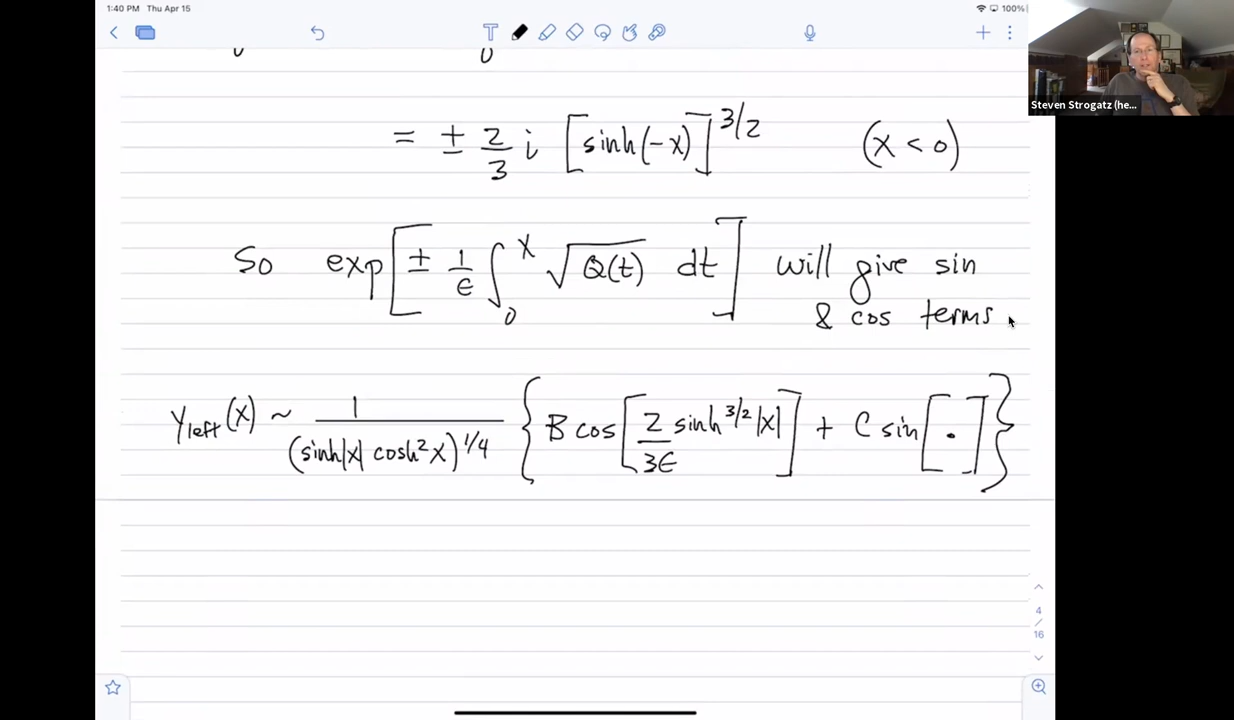 1:40 PM Thu Apr 15
100%
Steven Strogatz (he...
= ± 2/3 i [sinh(-x)]^3/2 (x < 0)
So exp[± 1/ϵ ∫_0^x √Q(t) dt] will give sin
& cos terms.
y_left(x) ~ 1/(sinh|x| cosh²x)^1/4 {B cos[2/3ϵ sinh^3/2|x|] + C sin[·]}
4
/
16